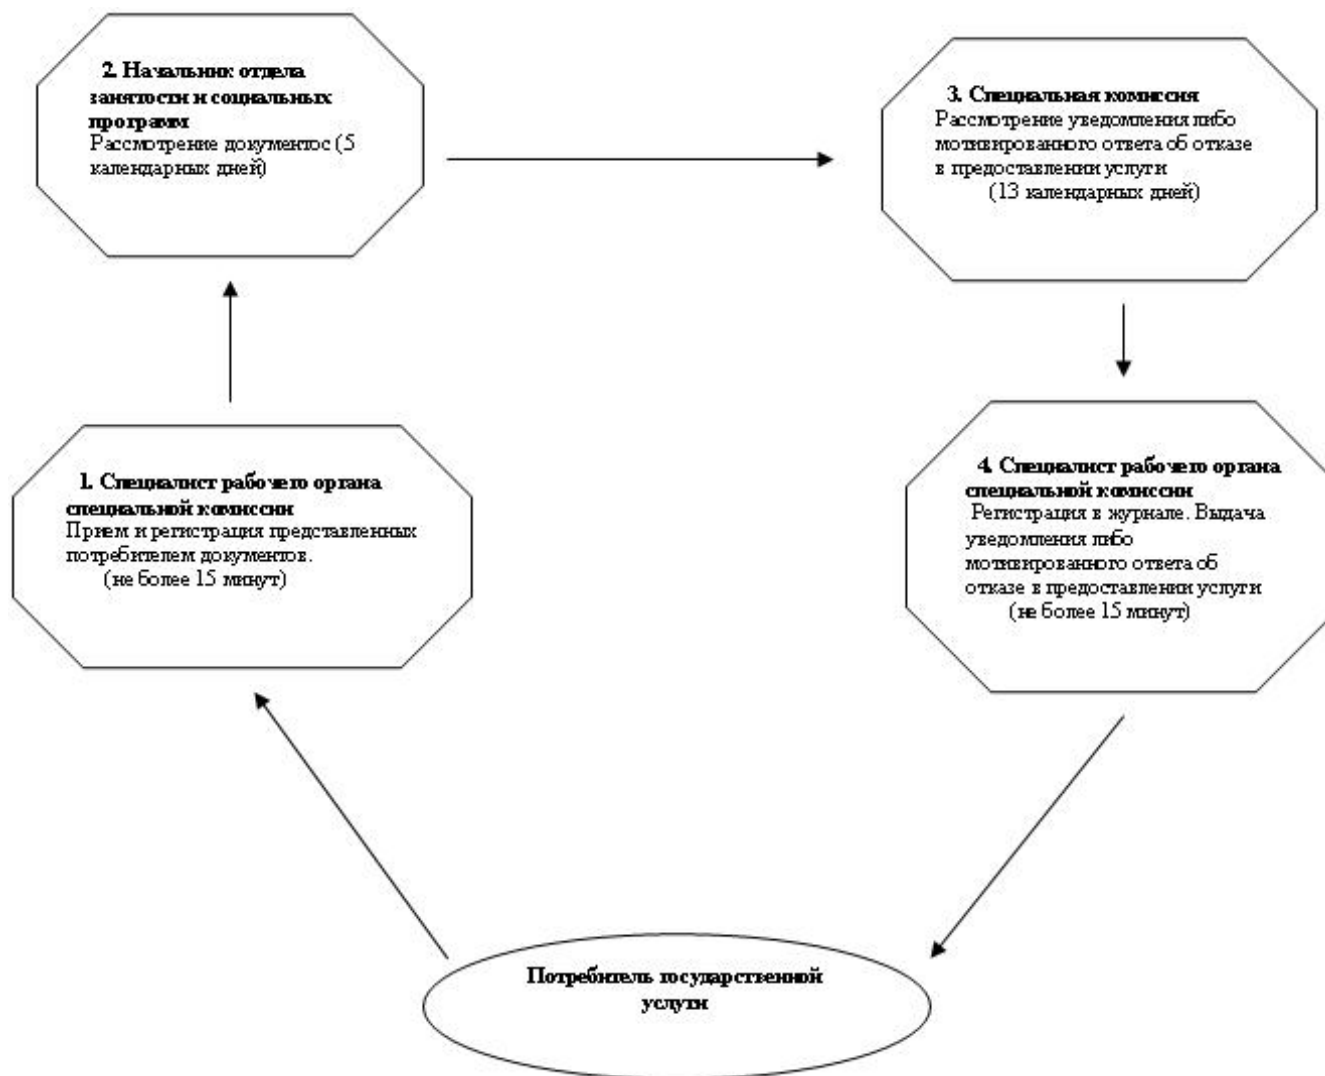 2. Начальник отдела
занятости и социальных
программ
Рассмотрение документос (5
календарных дней)
3. Специальная комиссия
Рассмотрение уведомления либо
мотивированного ответа об отказе
в предоставлении услуги
(13 календарных дней)
1. Специалист рабочего органа
специальной комиссии
Прием и регистрация представленных
потребителем документов.
(не более 15 минут)
4. Специалист рабочего органа
специальной комиссии
Регистрация в журнале. Выдача
уведомления либо
мотивированного ответа об
отказе в предоставлении услуги
(не более 15 минут)
Потребитель государственной
услуги